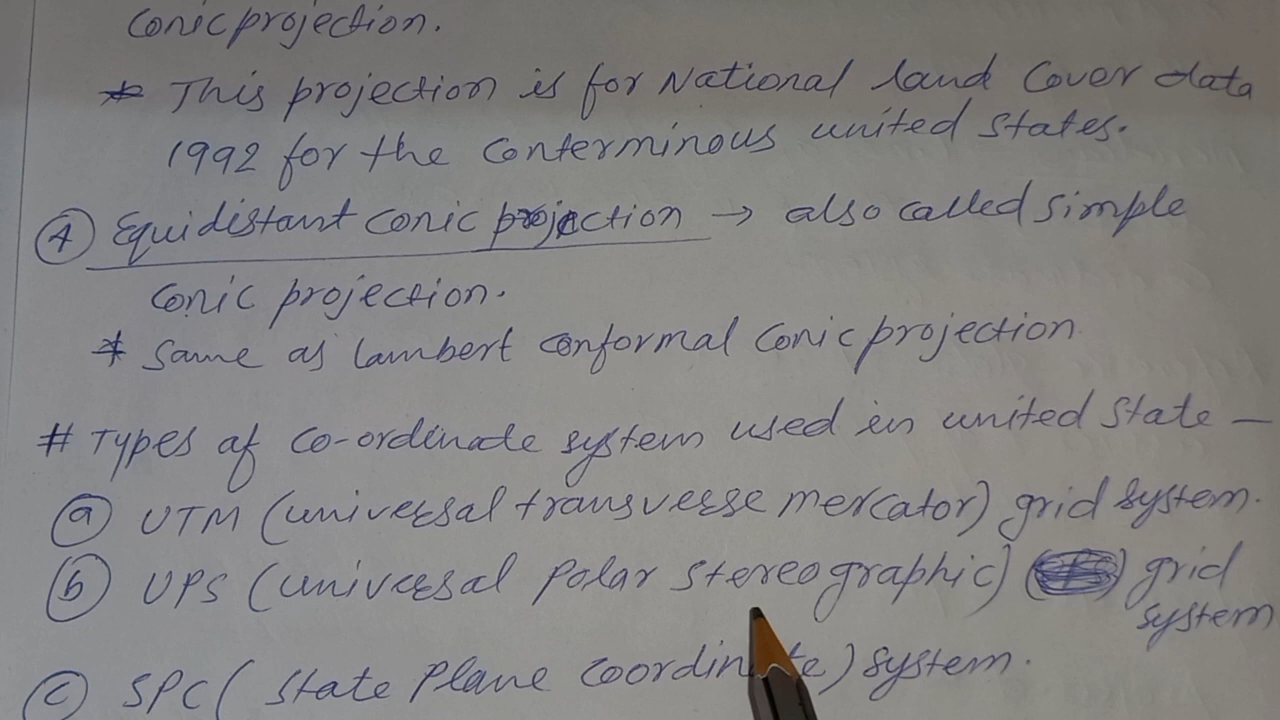 Conic projection.
* This projection is for National land Cover data
1992 for the Conterminous united States.
④ Equidistant Conic projection → also called simple
Conic projection.
* Same as lambert conformal Conic projection
# Types of Co-ordinate system used in united State —
ⓐ UTM (universal transverse mercator) grid system.
ⓑ UPS (universal polar stereographic) grid
system
ⓒ SPC ( State Plane Coordinate) system.